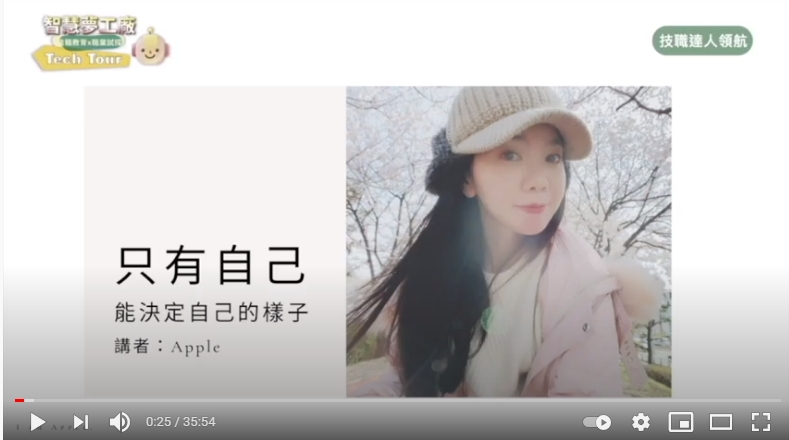 智慧夢工廠
Tech Tour
技職達人領航
只有自己
能決定自己的樣子
講者：Apple
0:25 / 35:54